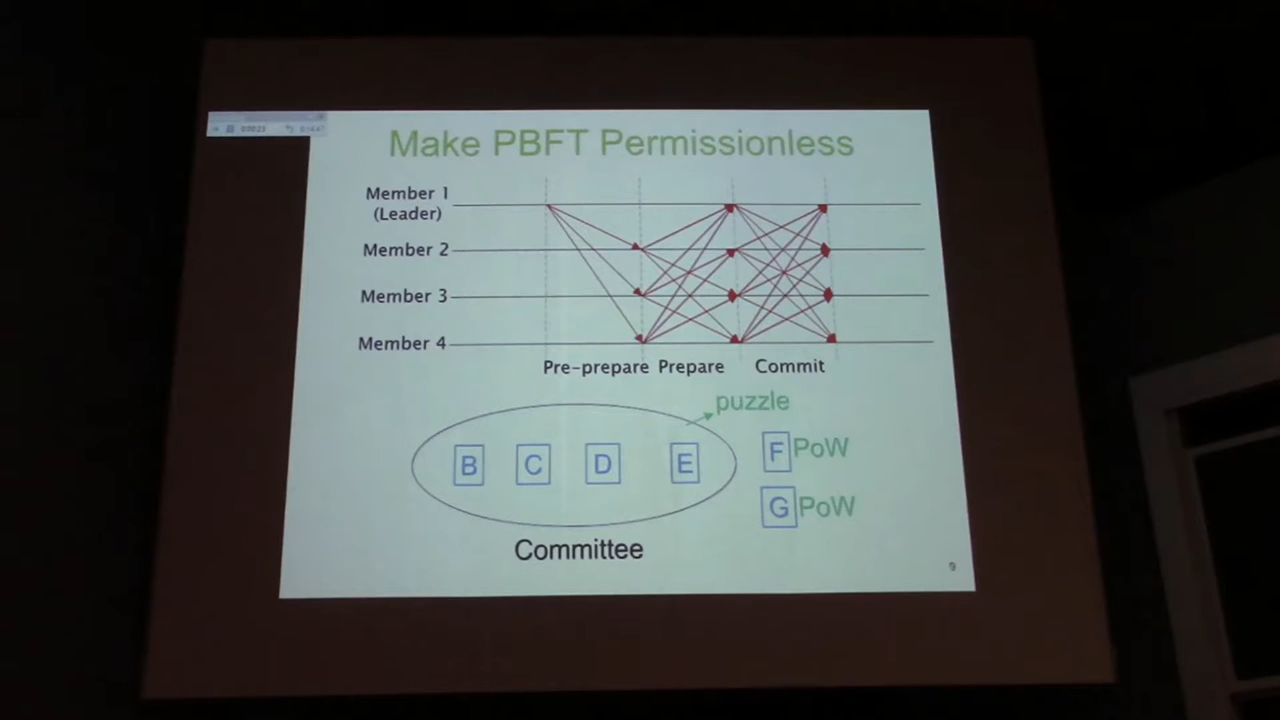 Make PBFT Permissionless
Member 1
(Leader)
Member 2
Member 3
Member 4
Pre-prepare Prepare Commit
puzzle
B C D E
F PoW
G PoW
Committee
9